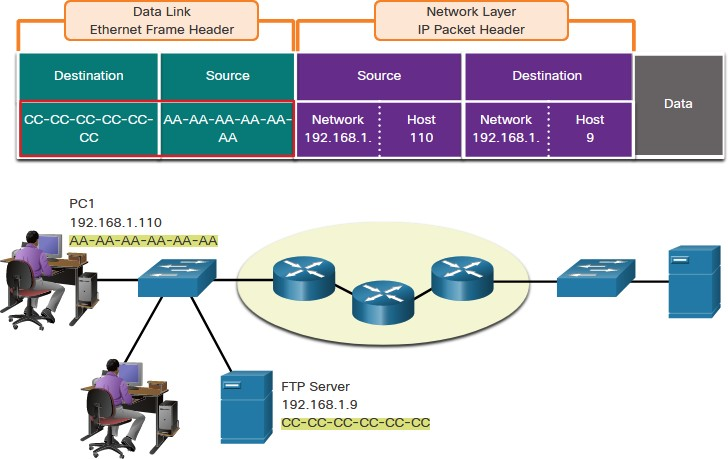 Data Link
Ethernet Frame Header
Network Layer
IP Packet Header
Destination
Source
Source
Destination
Data
CC-CC-CC-CC-CC-
CC
AA-AA-AA-AA-AA-
AA
Network
192.168.1.
Host
110
Network
192.168.1.
Host
9
PC1
192.168.1.110
AA-AA-AA-AA-AA-AA
FTP Server
192.168.1.9
CC-CC-CC-CC-CC-CC